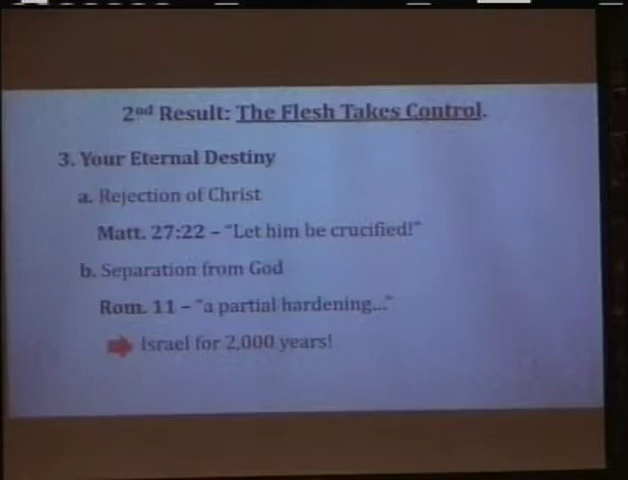 2nd Result: The Flesh Takes Control.
3. Your Eternal Destiny
a. Rejection of Christ
Matt. 27:22 – "Let him be crucified!"
b. Separation from God
Rom. 11 – "a partial hardening..."
Israel for 2,000 years!